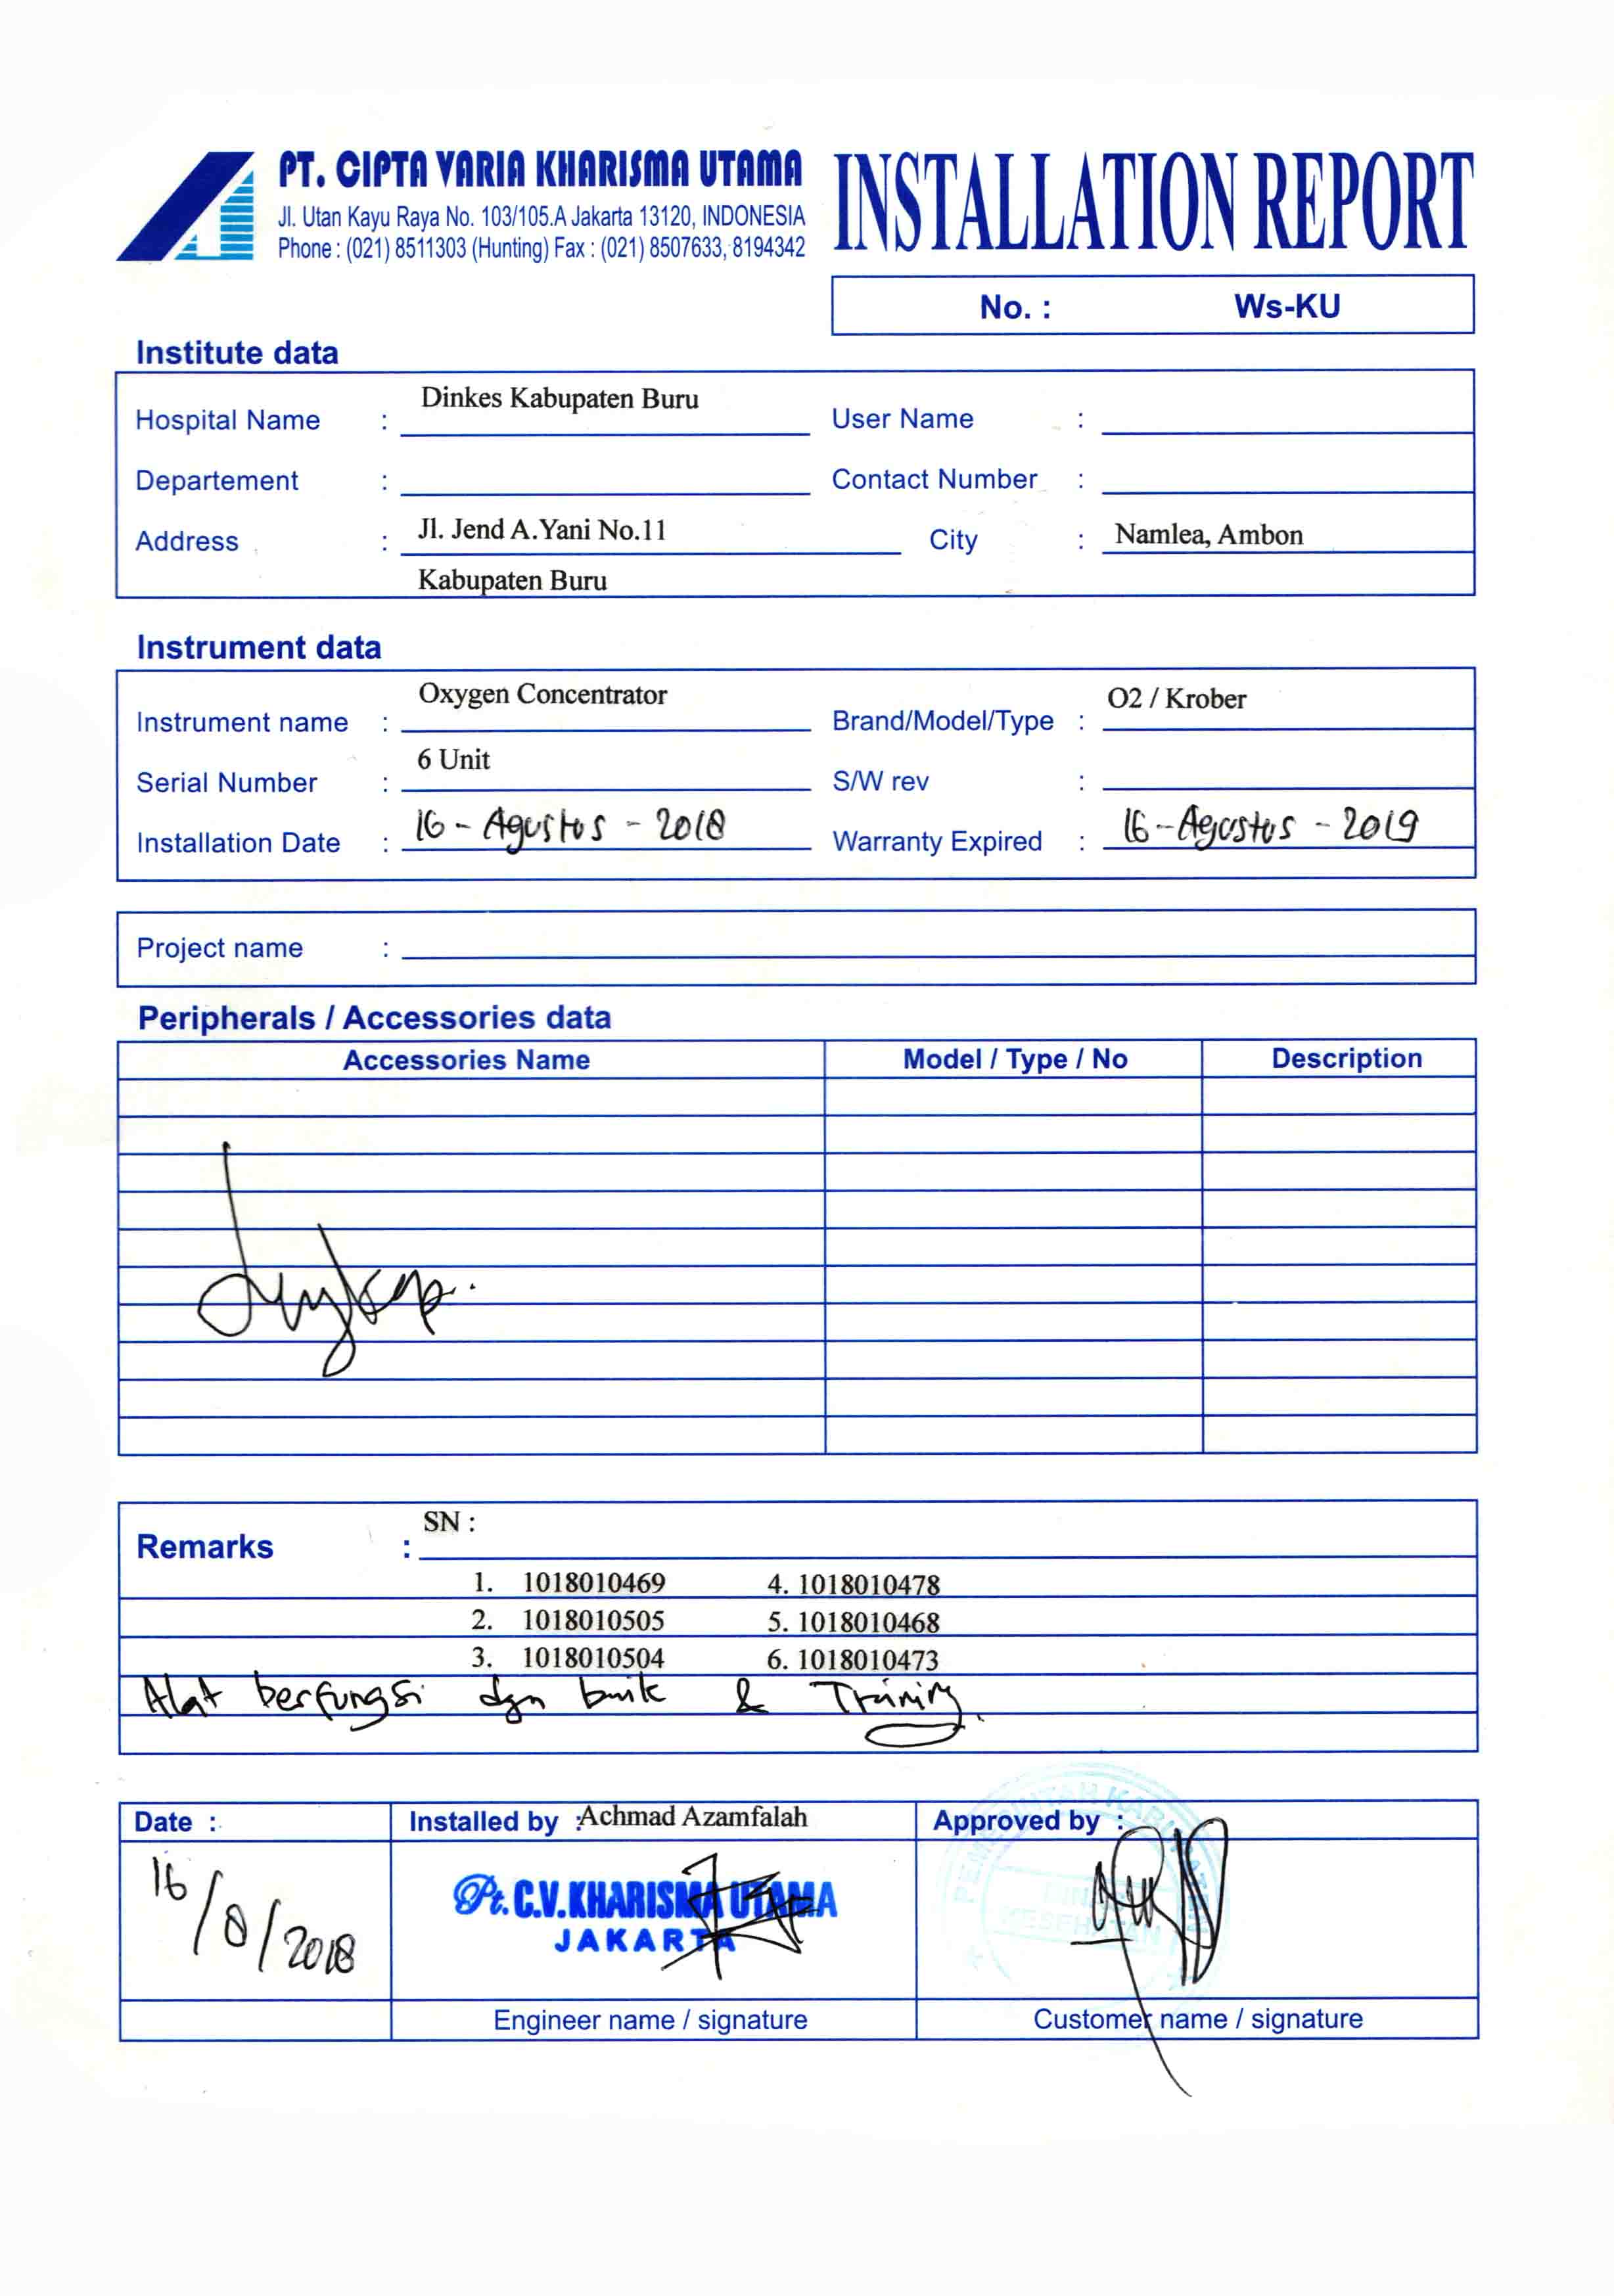 PT. CIPTA VARIA KHARISMA UTAMA
Jl. Utan Kayu Raya No. 103/105.A Jakarta 13120, INDONESIA
Phone : (021) 8511303 (Hunting) Fax : (021) 8507633, 8194342
INSTALLATION REPORT
No. : Ws-KU
Institute data
Hospital Name : Dinkes Kabupaten Buru User Name :
Departement : Contact Number :
Address : Jl. Jend A.Yani No.11 City : Namlea, Ambon
Kabupaten Buru
Instrument data
Instrument name : Oxygen Concentrator Brand/Model/Type : O2 / Krober
Serial Number : 6 Unit S/W rev :
Installation Date : 16 - Agustus - 2018 Warranty Expired : 16 - Agustus - 2019
Project name :
Peripherals / Accessories data
Accessories Name Model / Type / No Description
Lengkap.
Remarks : SN :
1. 1018010469 4. 1018010478
2. 1018010505 5. 1018010468
3. 1018010504 6. 1018010473
Alat berfungsi dgn baik & Training.
Date : Installed by : Achmad Azamfalah Approved by :
16/8/2018
Pt. C.V. KHARISMA UTAMA
JAKARTA
PEMERINTAH KABUPATEN
DINAS
KESEHATAN
Engineer name / signature Customer name / signature